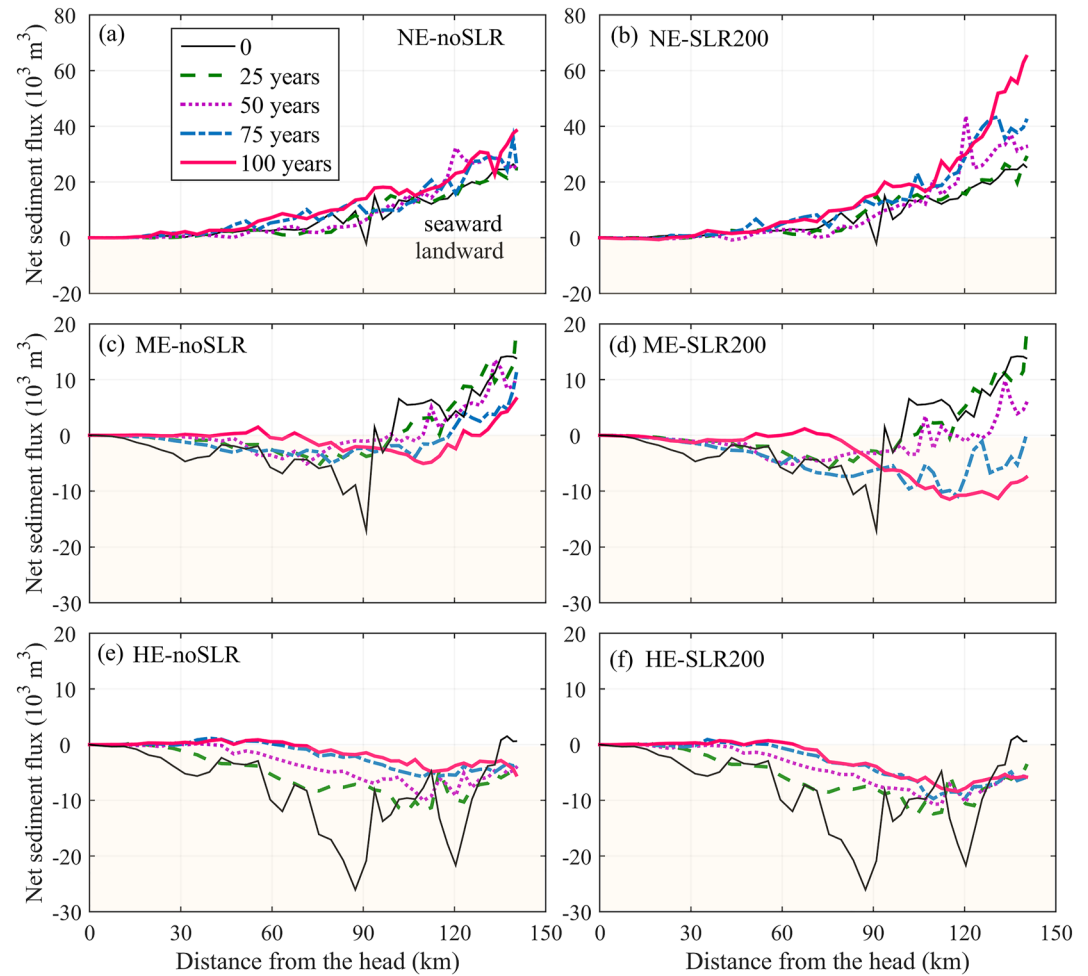 (a)
NE-noSLR
0
25 years
50 years
75 years
100 years
seaward
landward
80
60
40
20
0
-20
Net sediment flux (10³ m³)
(b) NE-SLR200
80
60
40
20
0
-20
(c) ME-noSLR
20
10
0
-10
-20
-30
Net sediment flux (10³ m³)
(d) ME-SLR200
20
10
0
-10
-20
-30
(e) HE-noSLR
20
10
0
-10
-20
-30
Net sediment flux (10³ m³)
0 30 60 90 120 150
Distance from the head (km)
(f) HE-SLR200
20
10
0
-10
-20
-30
0 30 60 90 120 150
Distance from the head (km)